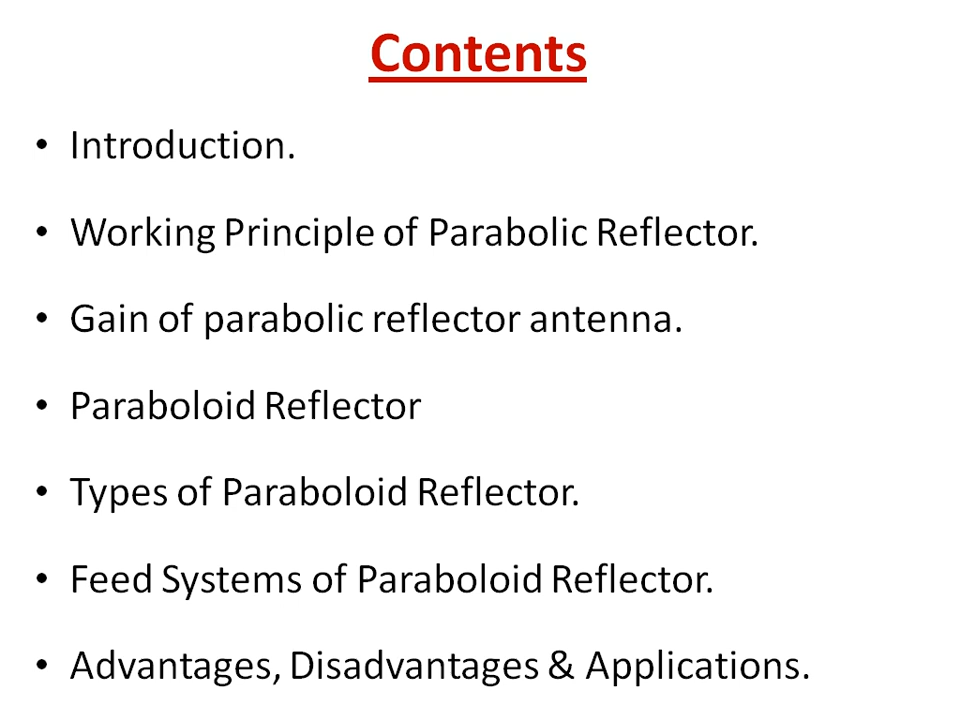 Contents
• Introduction.
• Working Principle of Parabolic Reflector.
• Gain of parabolic reflector antenna.
• Paraboloid Reflector
• Types of Paraboloid Reflector.
• Feed Systems of Paraboloid Reflector.
• Advantages, Disadvantages & Applications.